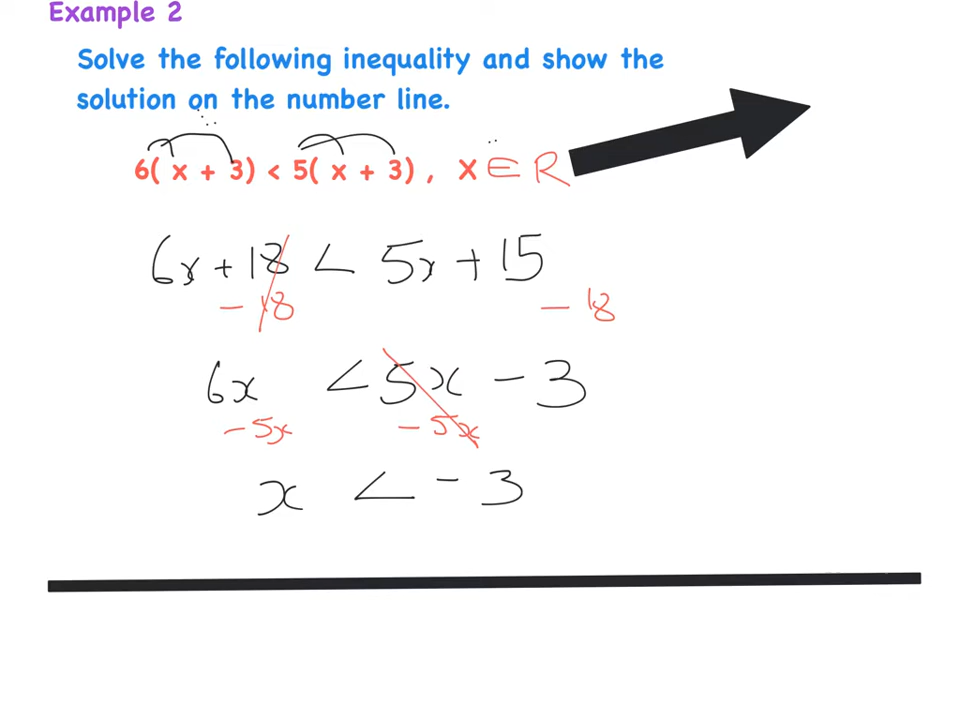 Example 2
Solve the following inequality and show the
solution on the number line.
6( x + 3) < 5( x + 3) , x ∈ R
6x + 18 < 5x + 15
- 18 - 18
6x < 5x - 3
- 5x - 5x
x < - 3